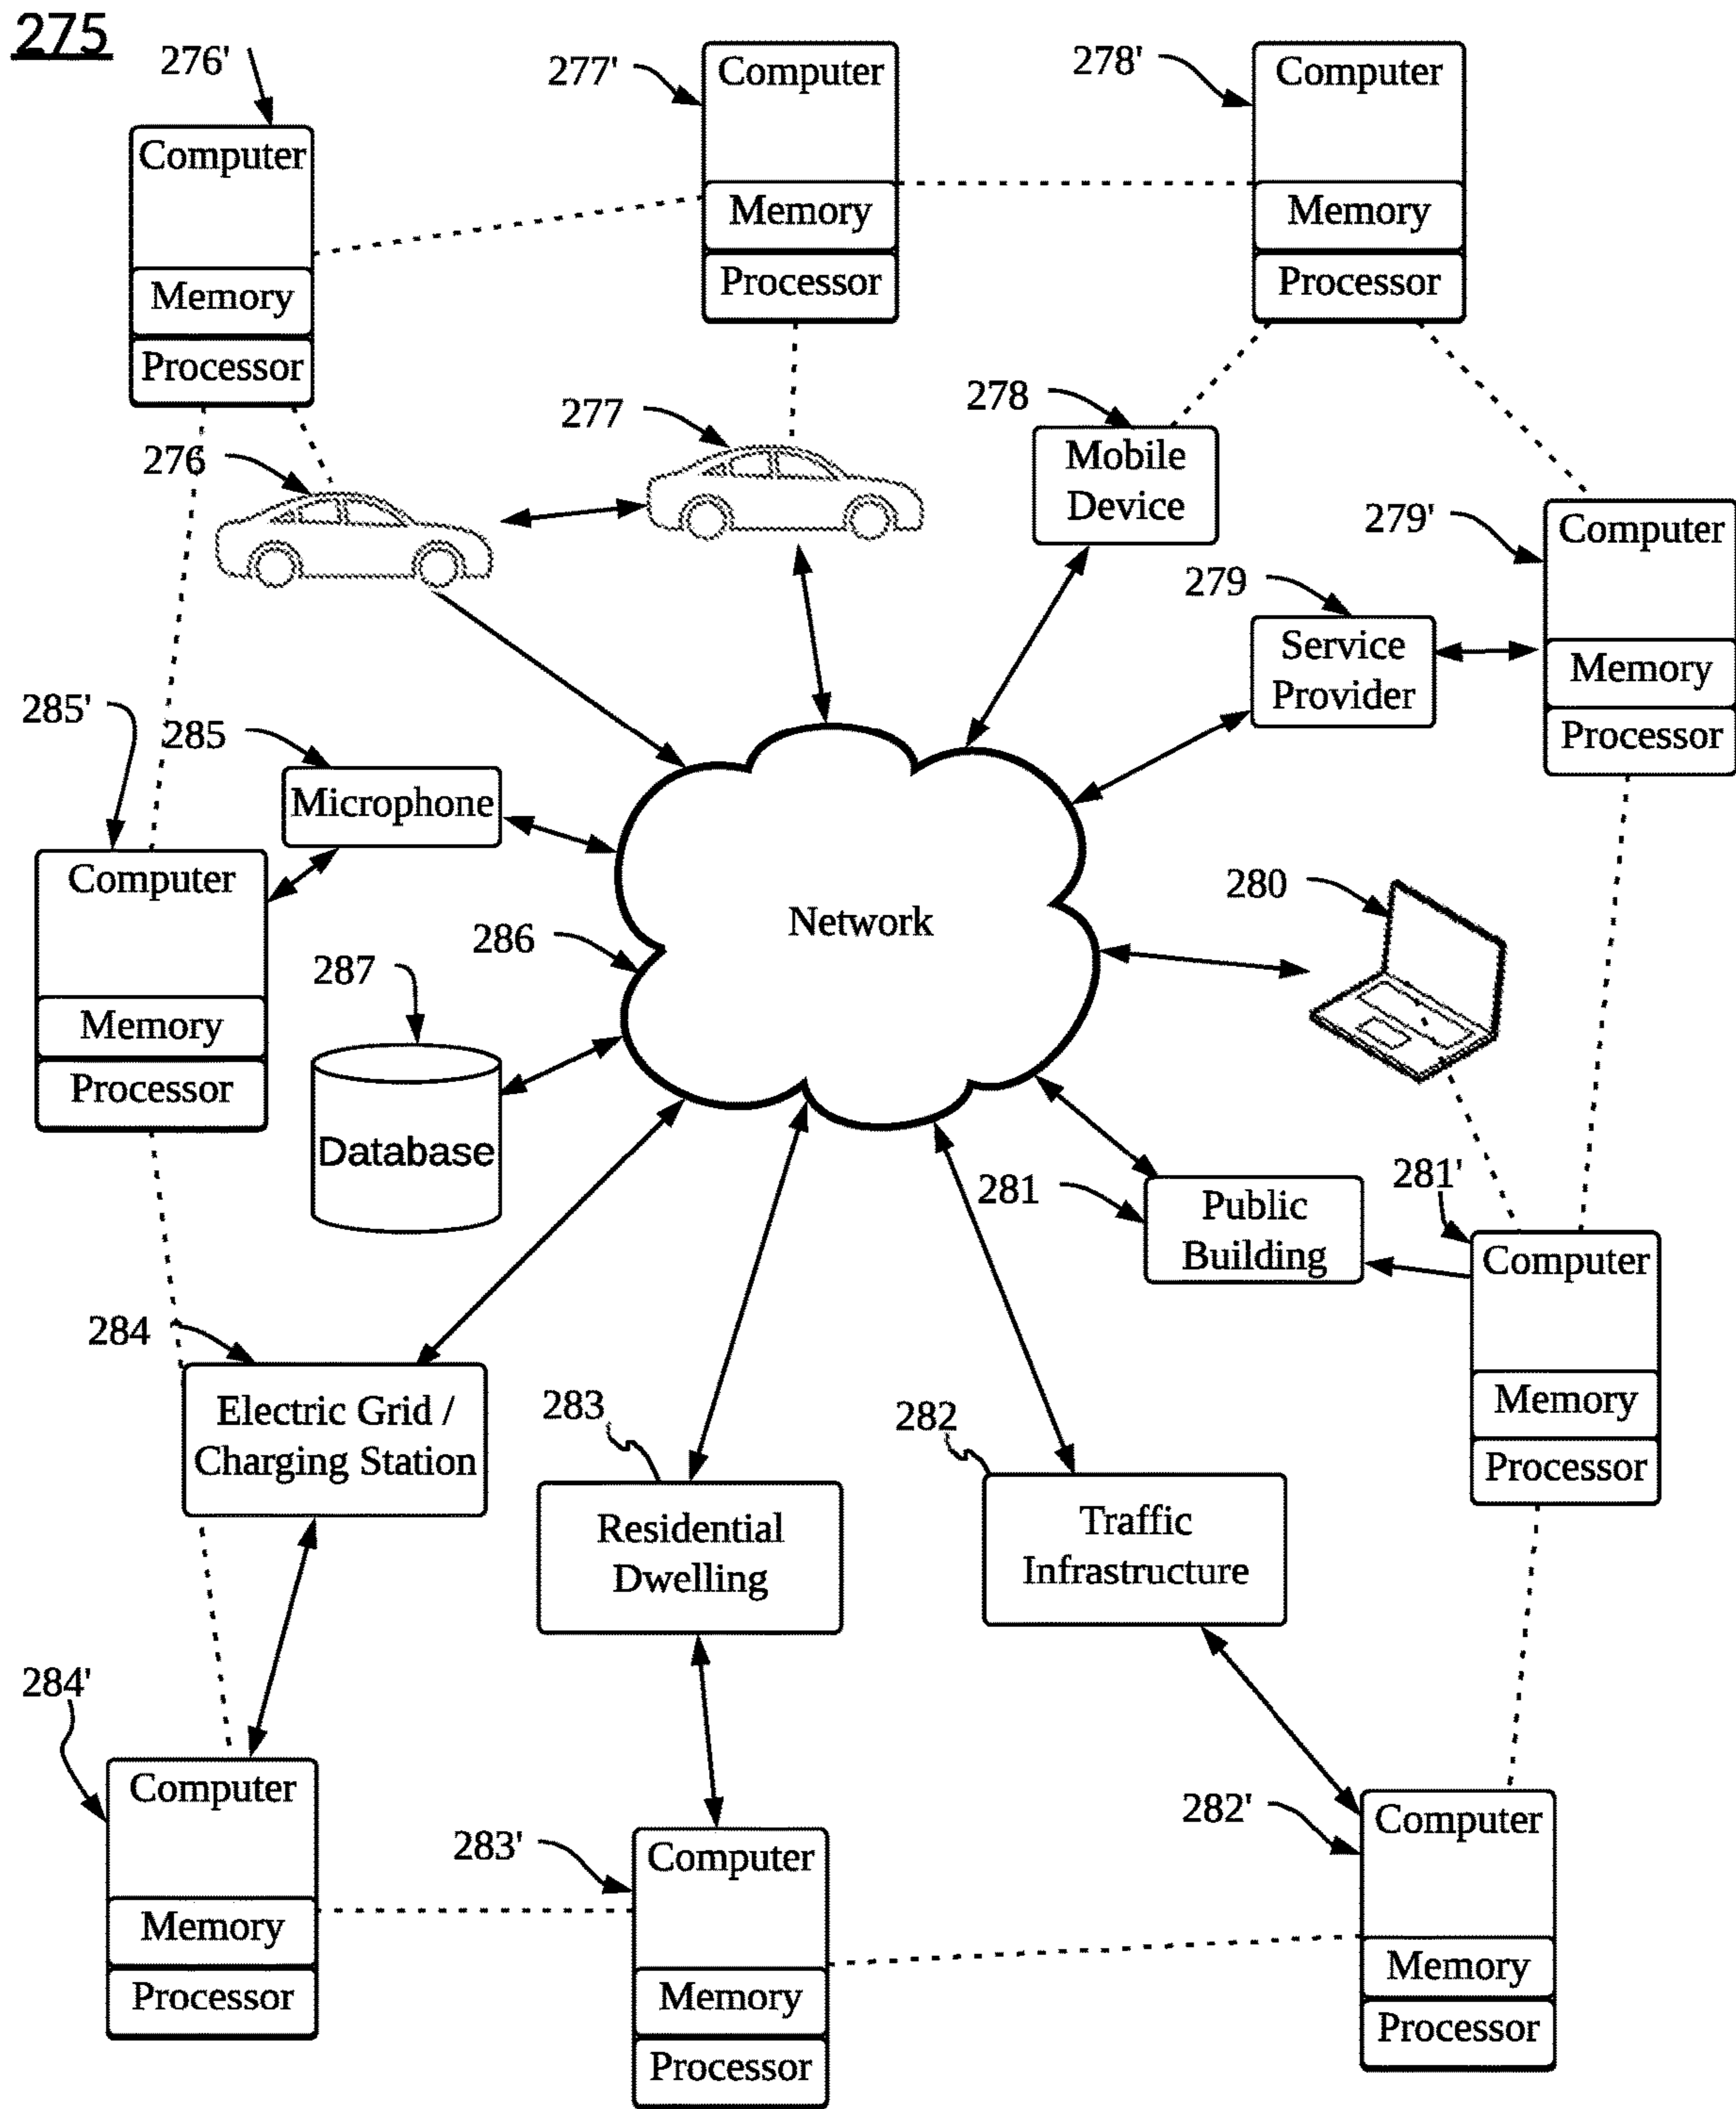 275
276'
277'
278'
Computer
Memory
Processor
Computer
Memory
Processor
Computer
Memory
Processor
276
277
278
Mobile
Device
279'
Computer
Memory
Processor
279
Service
Provider
285'
285
Microphone
Computer
Memory
Processor
Network
286
287
Database
280
281
Public
Building
281'
Computer
Memory
Processor
284
Electric Grid /
Charging Station
283
Residential
Dwelling
282
Traffic
Infrastructure
284'
Computer
Memory
Processor
283'
Computer
Memory
Processor
282'
Computer
Memory
Processor